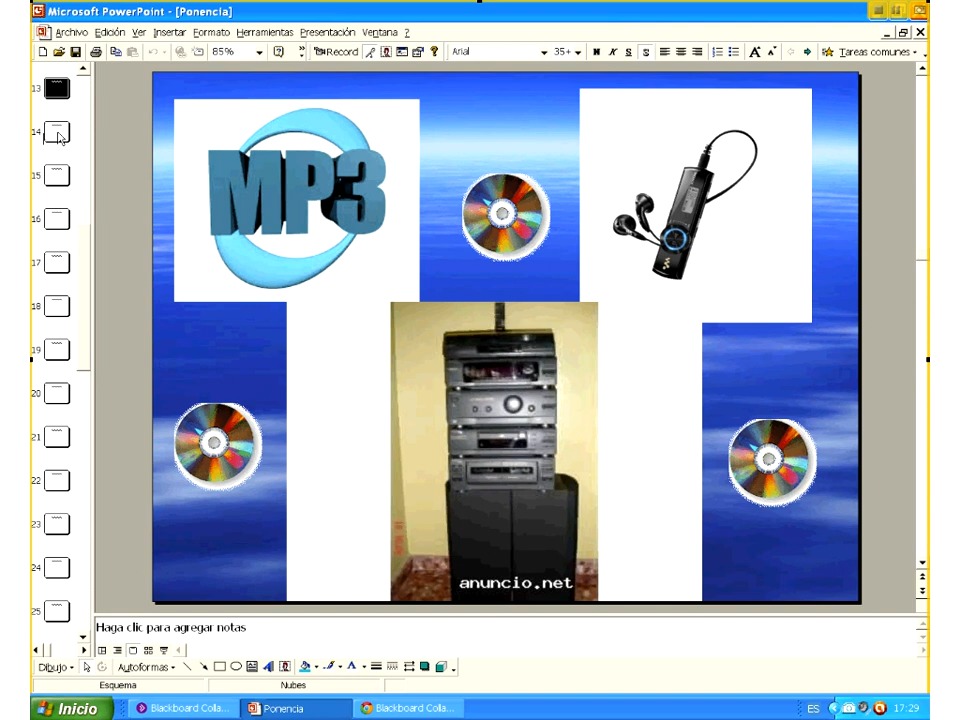 Microsoft PowerPoint - [Ponencia]
Archivo Edición Ver Insertar Formato Herramientas Presentación Ventana ?
85% Record Arial 35+ N K S S Tareas comunes
13
14
15
16
17
18
19
20
21
22
23
24
25
MP3
anuncio.net
Haga clic para agregar notas
Dibujo Autoformas
Esquema Nubes
Inicio Blackboard Colla... Ponencia Blackboard Colla... ES 17:29